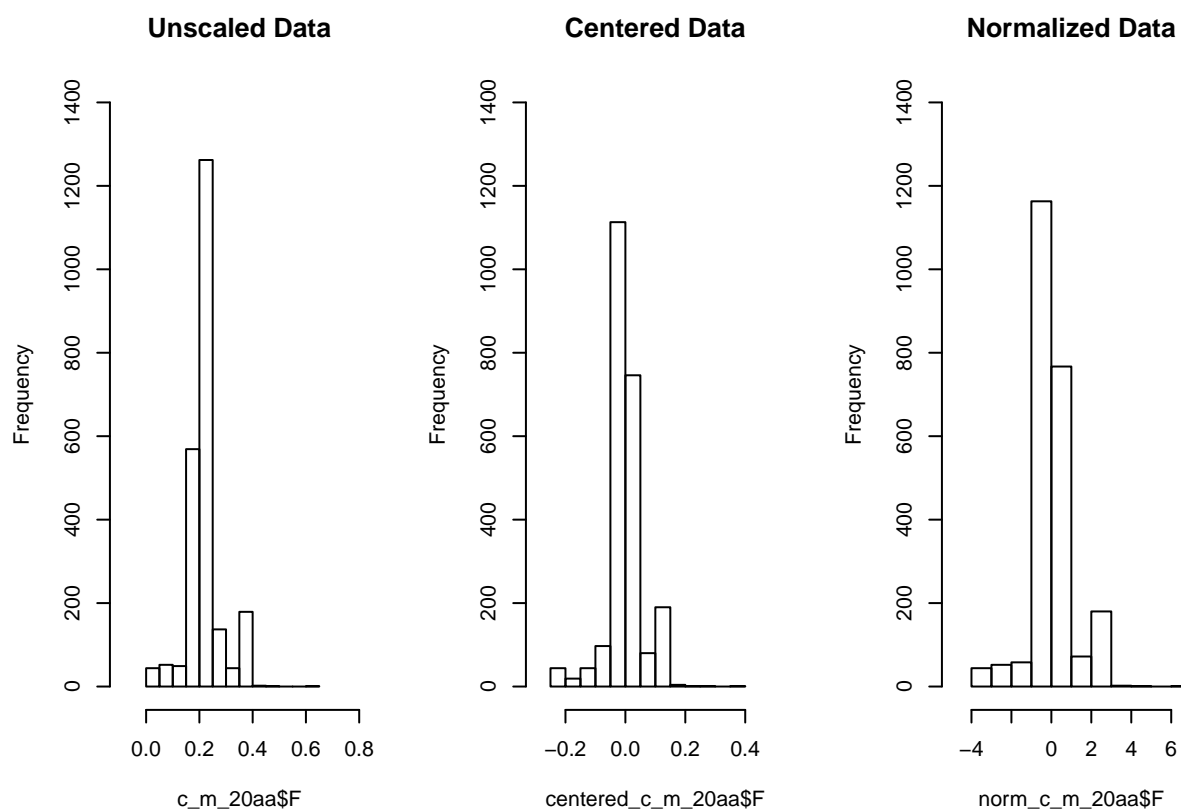 Unscaled Data
Frequency
0 200 400 600 800 1000 1200 1400
0.0 0.2 0.4 0.6 0.8
c_m_20aa$F
Centered Data
Frequency
0 200 400 600 800 1000 1200 1400
−0.2 0.0 0.2 0.4
centered_c_m_20aa$F
Normalized Data
Frequency
0 200 400 600 800 1000 1200 1400
−4 0 2 4 6
norm_c_m_20aa$F